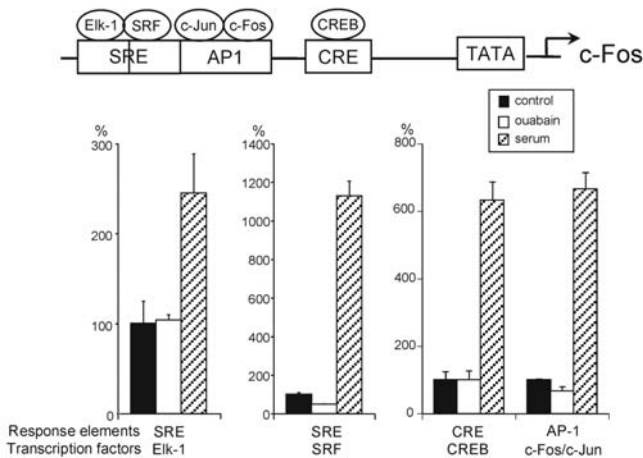 Elk-1 SRF c-Jun c-Fos CREB
SRE AP1 CRE TATA c-Fos
control
ouabain
serum
% % %
300
200
100
0
1400
1200
1000
800
600
400
200
0
800
600
400
200
0
Response elements SRE SRE CRE AP-1
Transcription factors Elk-1 SRF CREB c-Fos/c-Jun